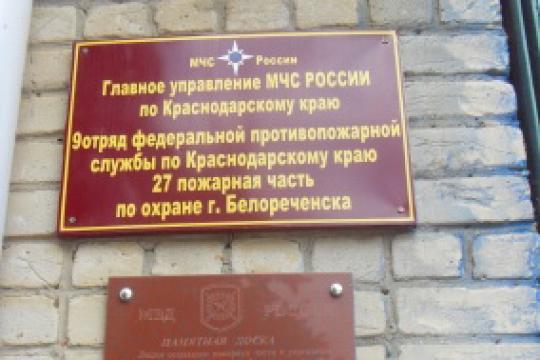 МЧС России
Главное управление МЧС РОССИИ
по Краснодарскому краю
9отряд федеральной противопожарной
службы по Краснодарскому краю
27 пожарная часть
по охране г. Белореченска
МВД РОССИИ
ПАМЯТНАЯ ДОСКА